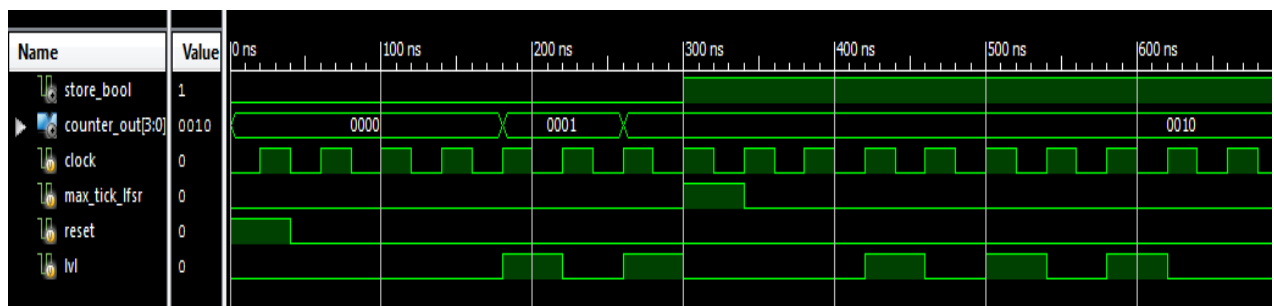 Name Value 0 ns 100 ns 200 ns 300 ns 400 ns 500 ns 600 ns
store_bool 1
counter_out[3:0] 0010 0000 0001 0010
clock 0
max_tick_lfsr 0
reset 0
lvl 0